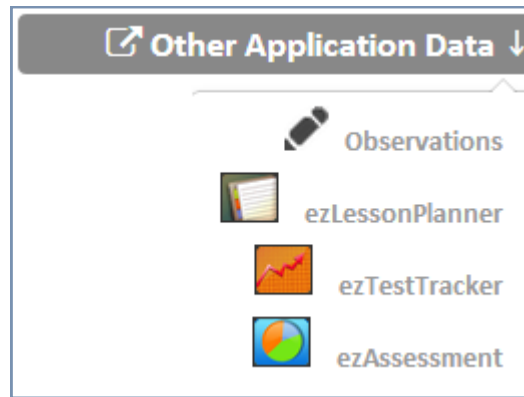 Other Application Data ↓
Observations
ezLessonPlanner
ezTestTracker
ezAssessment